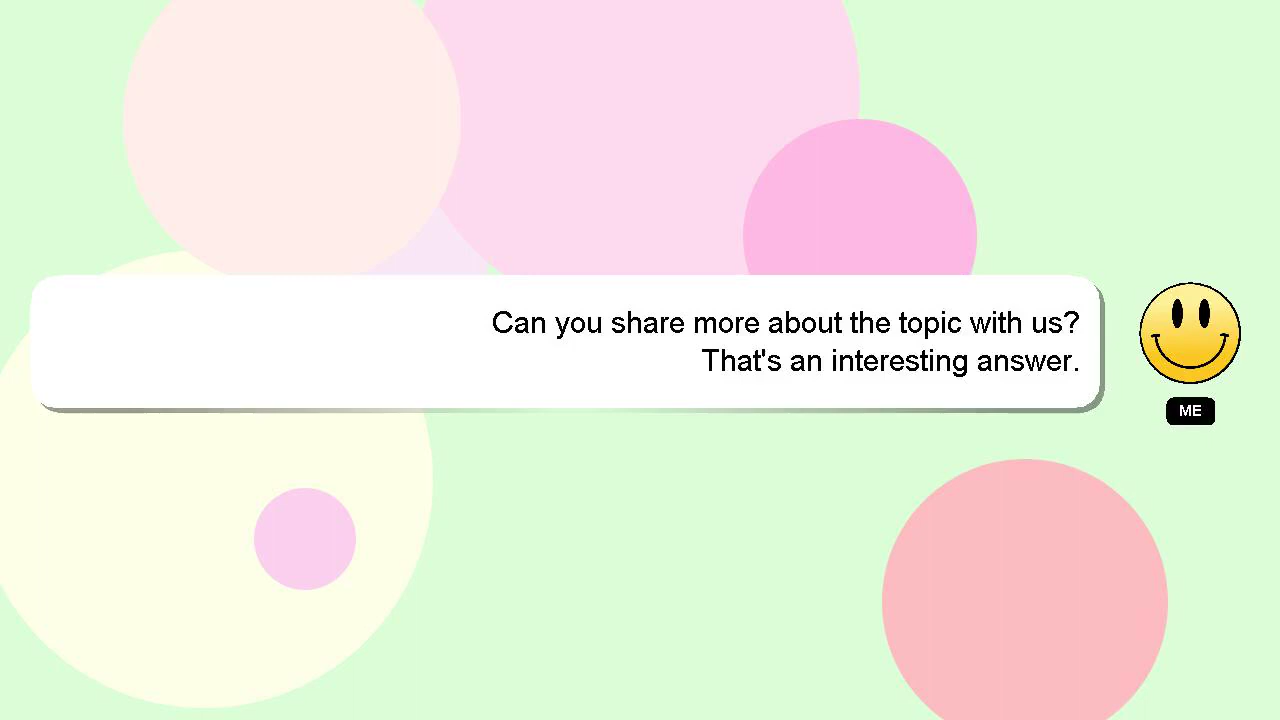 Can you share more about the topic with us?
That's an interesting answer.
ME